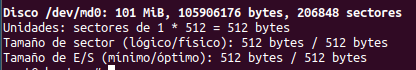 Disco /dev/md0: 101 MiB, 105906176 bytes, 206848 sectores
Unidades: sectores de 1 * 512 = 512 bytes
Tamaño de sector (lógico/físico): 512 bytes / 512 bytes
Tamaño de E/S (mínimo/óptimo): 512 bytes / 512 bytes